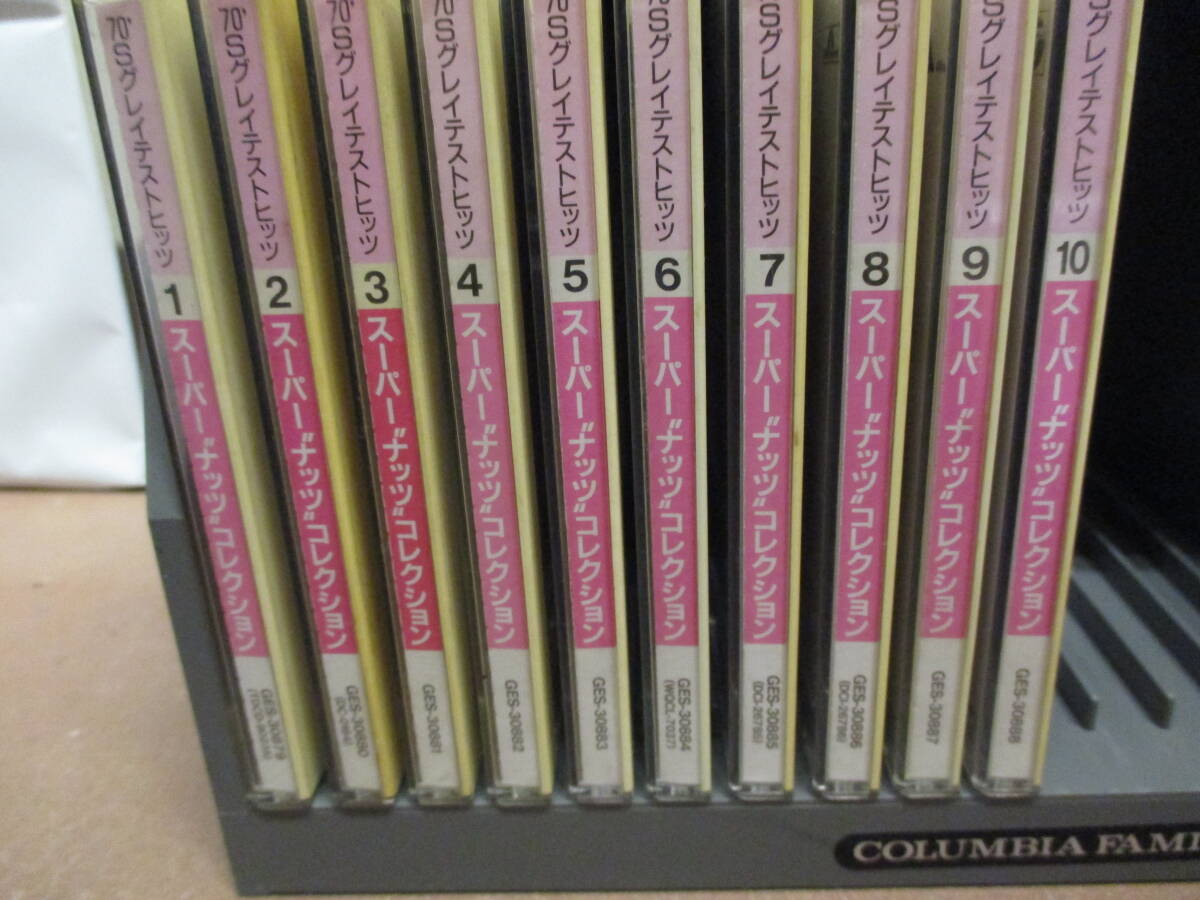 70'Sグレイテストヒッツ 1 スーパー“ナッツ”コレクション GES-30879
70'Sグレイテストヒッツ 2 スーパー“ナッツ”コレクション GES-30880
70'Sグレイテストヒッツ 3 スーパー“ナッツ”コレクション GES-30881
70'Sグレイテストヒッツ 4 スーパー“ナッツ”コレクション GES-30882
Sグレイテストヒッツ 5 スーパー“ナッツ”コレクション GES-30883
Sグレイテストヒッツ 6 スーパー“ナッツ”コレクション GES-30884 (WQCL-7037)
Sグレイテストヒッツ 7 スーパー“ナッツ”コレクション GES-30885 (DCI-26785)
Sグレイテストヒッツ 8 スーパー“ナッツ”コレクション GES-30886 (DCI-26786)
Sグレイテストヒッツ 9 スーパー“ナッツ”コレクション GES-30887
グレイテストヒッツ 10 スーパー“ナッツ”コレクション GES-30888
COLUMBIA FAMI